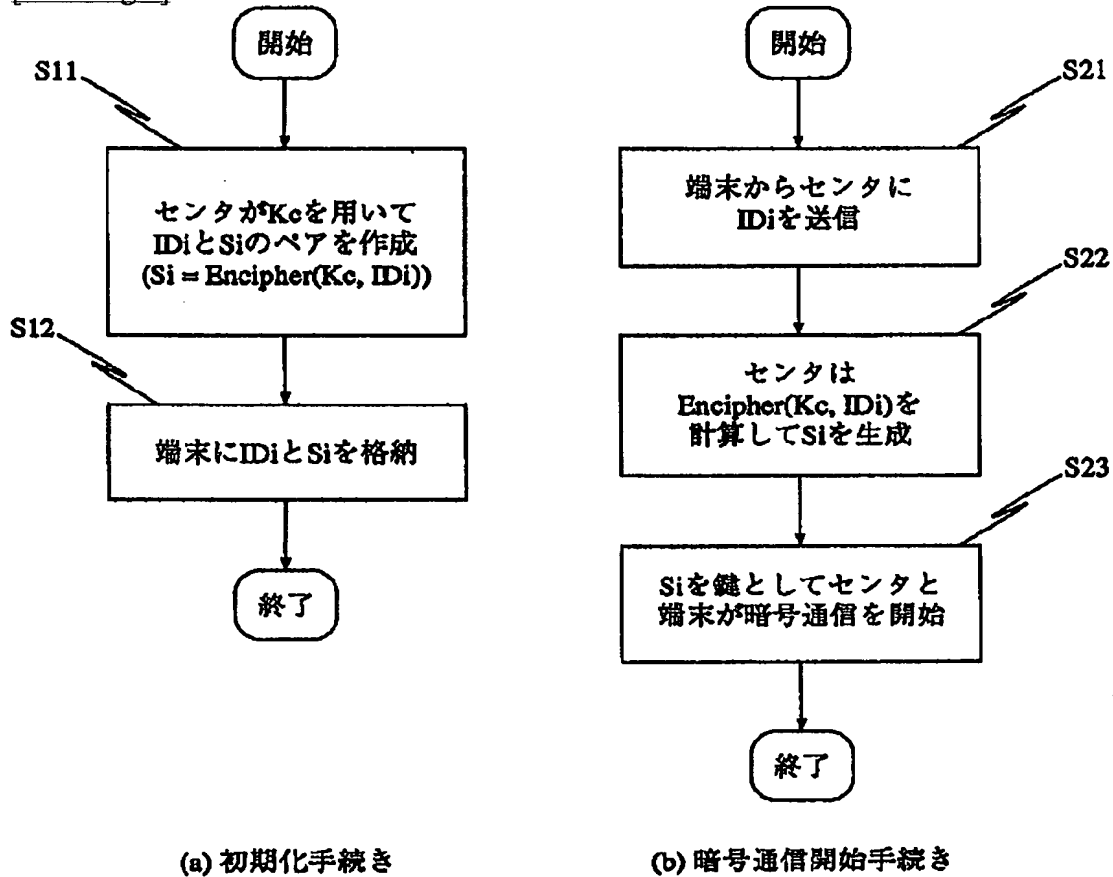 開始
S11
センタがKcを用いて
IDiとSiのペアを作成
(Si = Encipher(Kc, IDi))
S12
端末にIDiとSiを格納
終了
(a) 初期化手続き
開始
S21
端末からセンタに
IDiを送信
S22
センタは
Encipher(Kc, IDi)を
計算してSiを生成
S23
Siを鍵としてセンタと
端末が暗号通信を開始
終了
(b) 暗号通信開始手続き